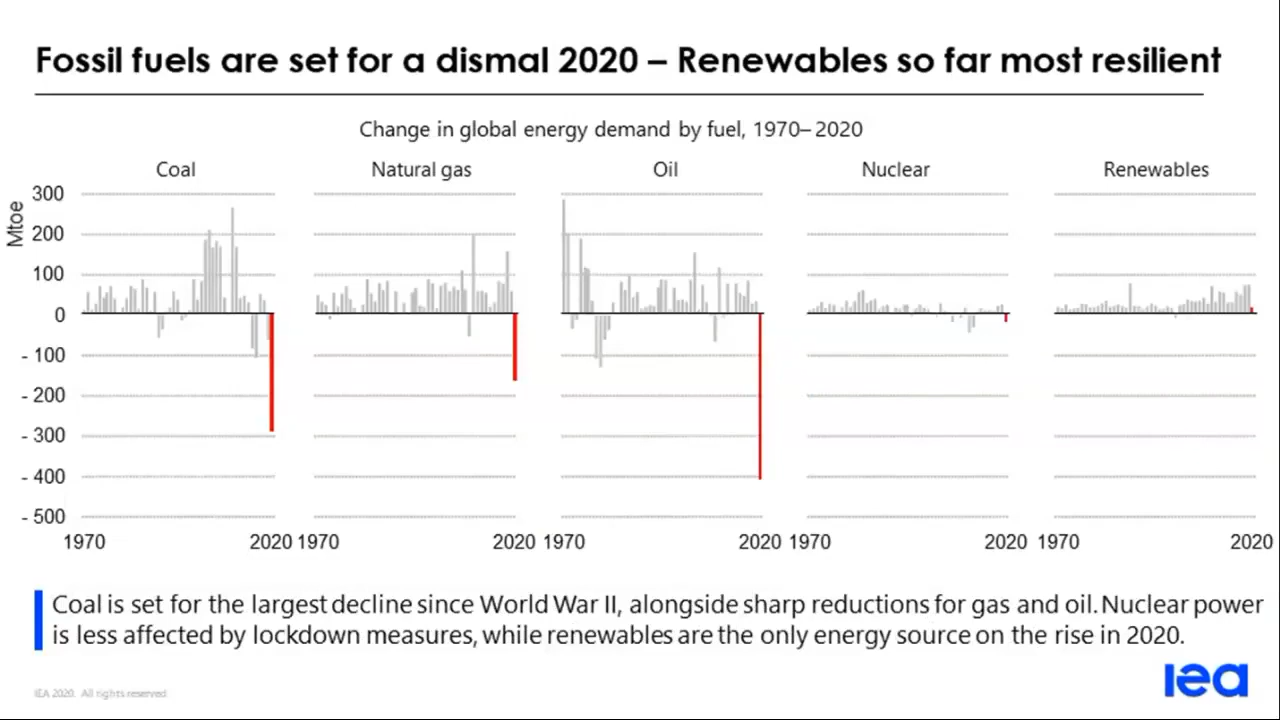 Fossil fuels are set for a dismal 2020 – Renewables so far most resilient
Change in global energy demand by fuel, 1970–2020
Coal Natural gas Oil Nuclear Renewables
Mtoe
300
200
100
0
- 100
- 200
- 300
- 400
- 500
1970 2020 1970 2020 1970 2020 1970 2020 1970 2020
Coal is set for the largest decline since World War II, alongside sharp reductions for gas and oil. Nuclear power
is less affected by lockdown measures, while renewables are the only energy source on the rise in 2020.
iea
IEA 2020. All rights reserved